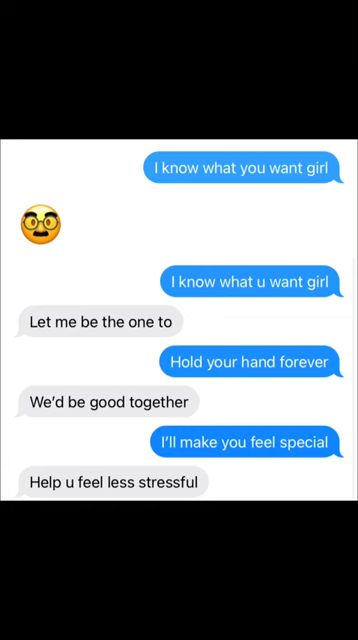 I know what you want girl
🥸
I know what u want girl
Let me be the one to
Hold your hand forever
We'd be good together
I'll make you feel special
Help u feel less stressful